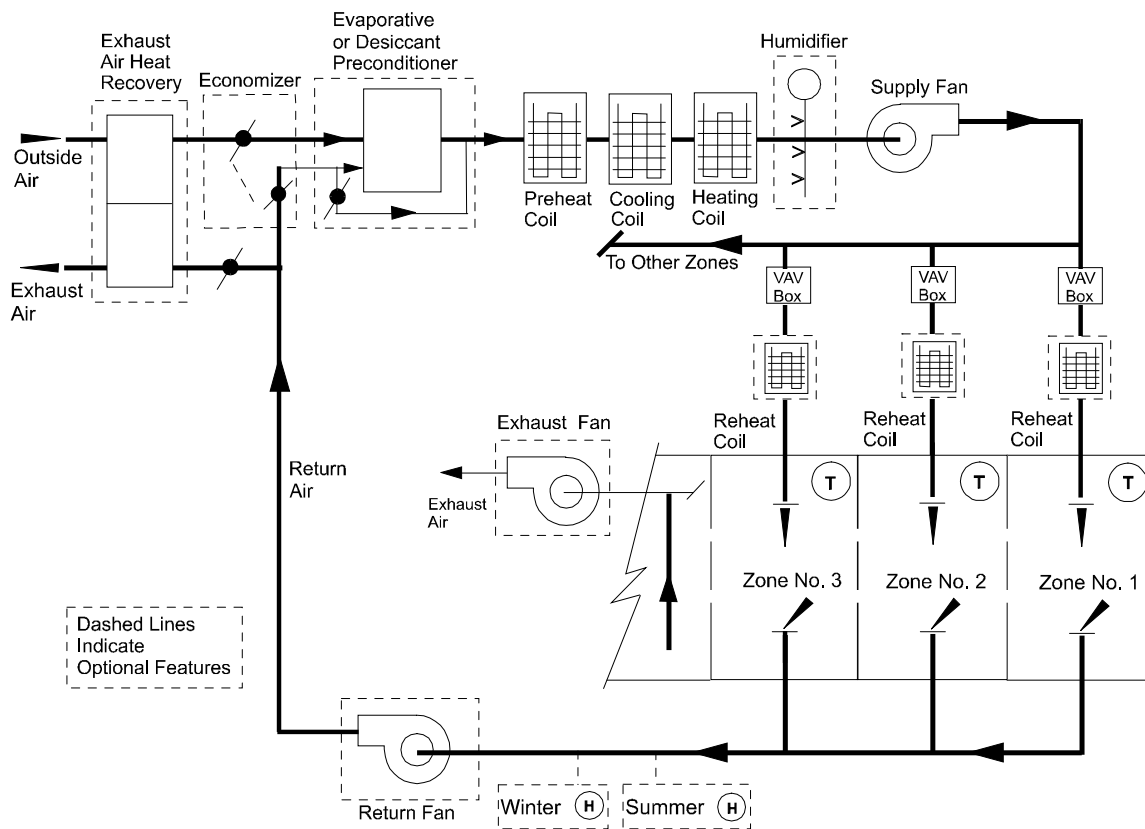 Exhaust
Air Heat
Recovery
Economizer
Evaporative
or Desiccant
Preconditioner
Humidifier
Supply Fan
Outside
Air
Exhaust
Air
Preheat
Coil
Cooling
Coil
Heating
Coil
To Other Zones
VAV
Box
VAV
Box
VAV
Box
Reheat
Coil
Reheat
Coil
Reheat
Coil
Exhaust Fan
Exhaust
Air
Return
Air
T
T
T
Zone No. 3
Zone No. 2
Zone No. 1
Dashed Lines
Indicate
Optional Features
Return Fan
Winter H
Summer H